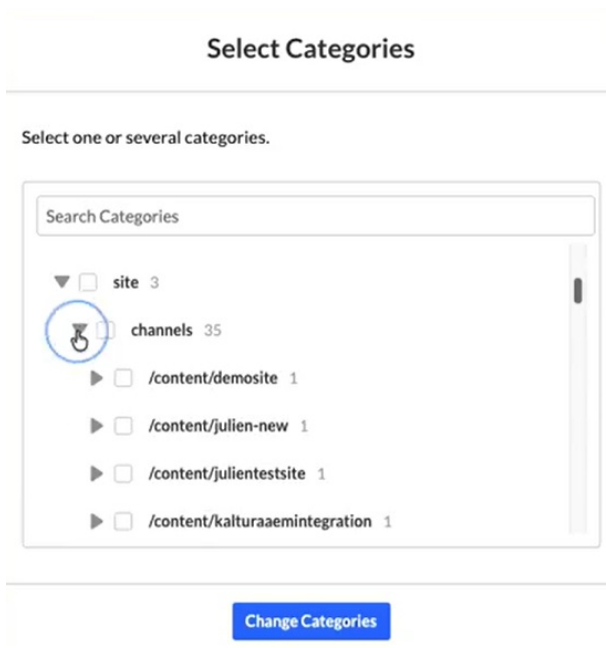 Select Categories
Select one or several categories.
Search Categories
site 3
channels 35
/content/demosite 1
/content/julien-new 1
/content/julientestsite 1
/content/kalturaaemintegration 1
Change Categories